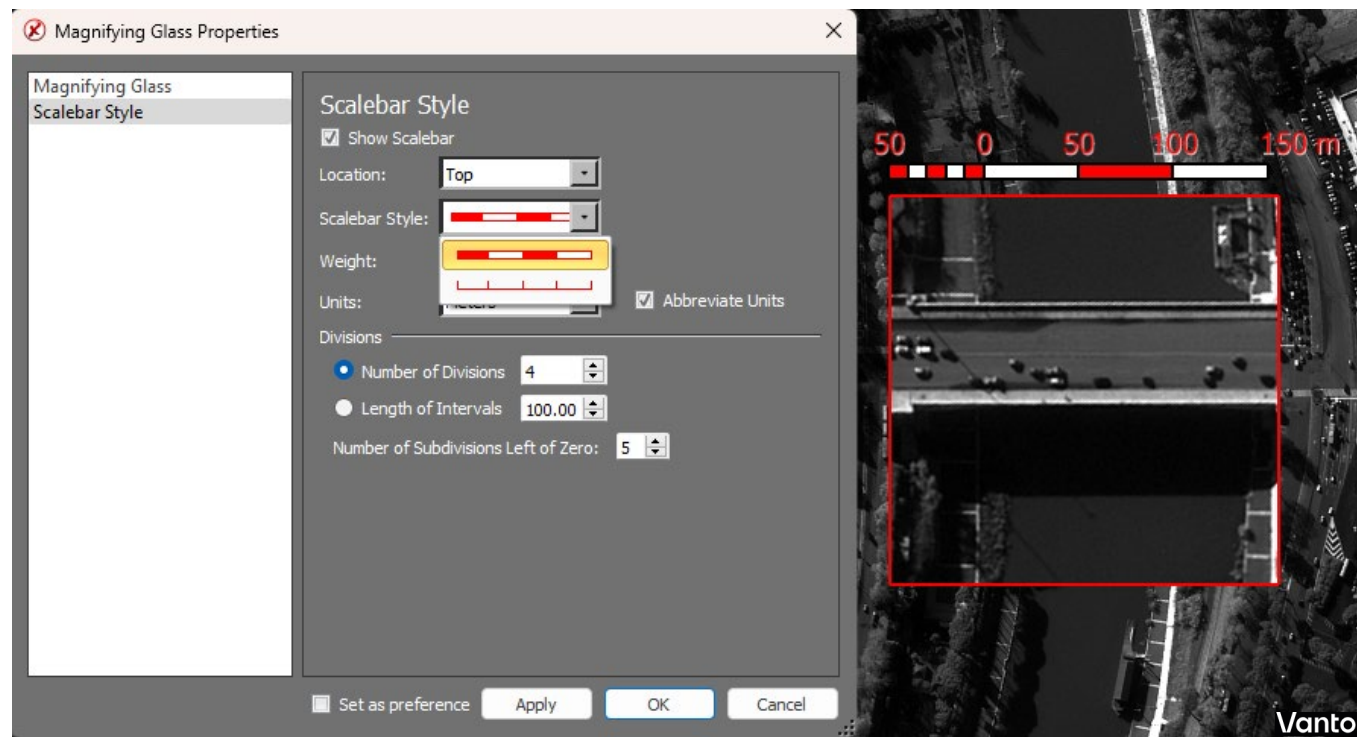 Magnifying Glass Properties
Magnifying Glass
Scalebar Style
Scalebar Style
Show Scalebar
Location: Top
Scalebar Style:
Weight:
Units: Meters Abbreviate Units
Divisions
Number of Divisions 4
Length of Intervals 100.00
Number of Subdivisions Left of Zero: 5
Set as preference Apply OK Cancel
50 0 50 100 150 m
Vanto